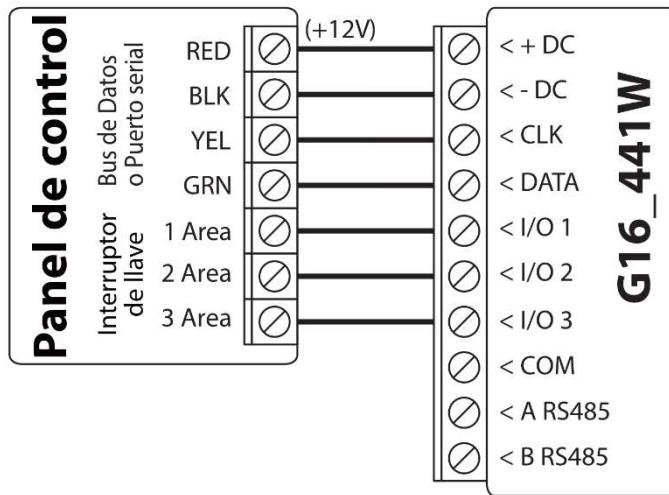 Panel de control
Bus de Datos
o Puerto serial
Interruptor
de llave
RED
BLK
YEL
GRN
1 Area
2 Area
3 Area
(+12V)
< + DC
< - DC
< CLK
< DATA
< I/O 1
< I/O 2
< I/O 3
< COM
< A RS485
< B RS485
G16_441W